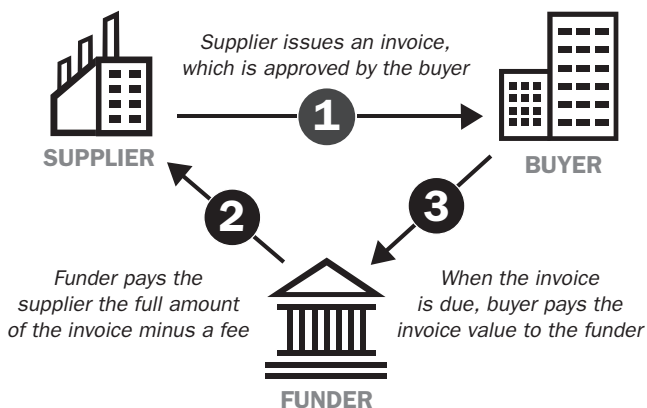 Supplier issues an invoice,
which is approved by the buyer
1
SUPPLIER
BUYER
2
3
Funder pays the
supplier the full amount
of the invoice minus a fee
When the invoice
is due, buyer pays the
invoice value to the funder
FUNDER